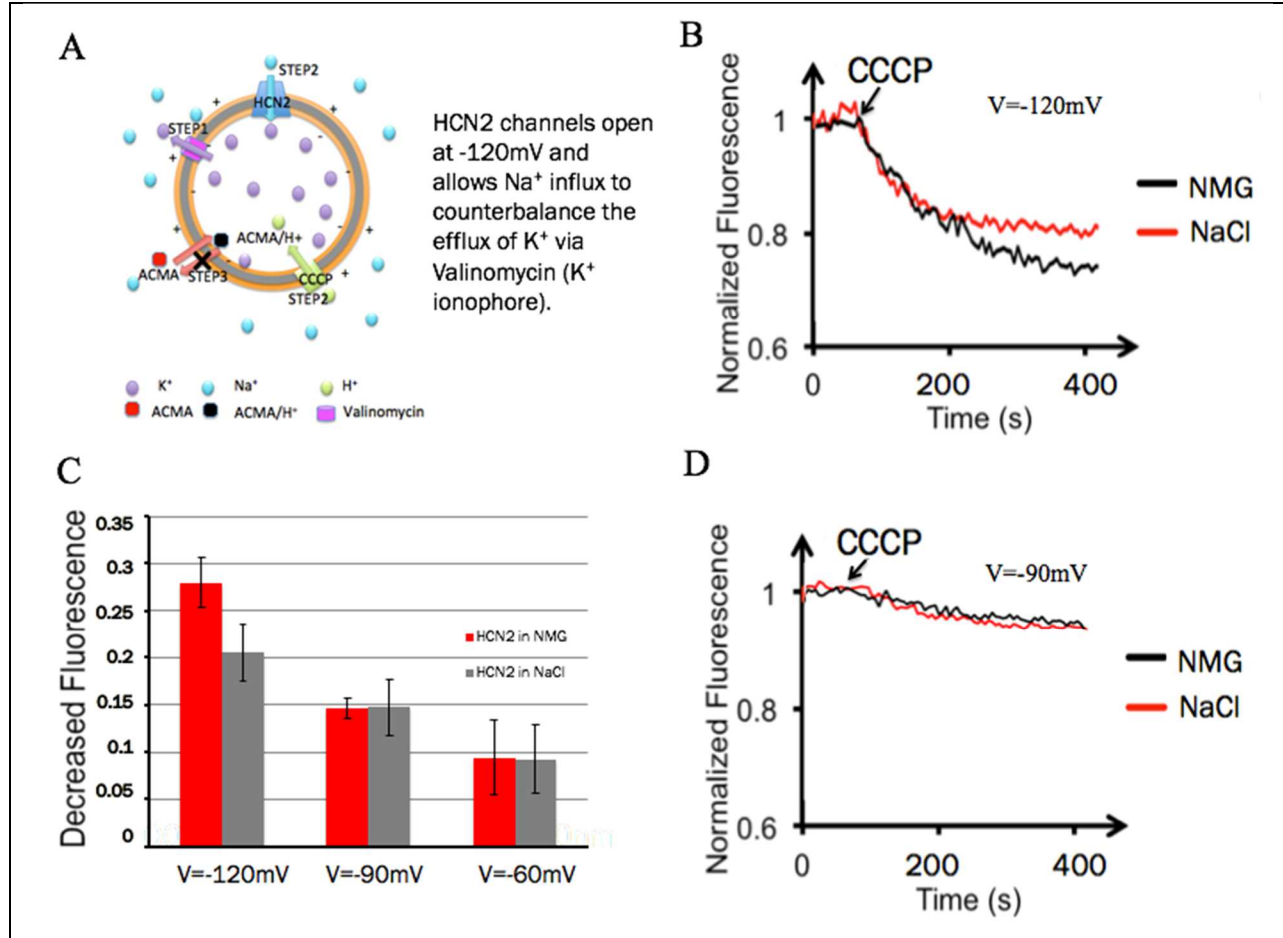 A
STEP2
HCN2
STEP1
ACMA/H+
ACMA
STEP3
CCCP
STEP2
K+
Na+
H+
ACMA
ACMA/H+
Valinomycin
HCN2 channels open
at -120mV and
allows Na+ influx to
counterbalance the
efflux of K+ via
Valinomycin (K+
ionophore).
B
CCCP
V=-120mV
Normalized Fluorescence
1
0.8
0.6
0 200 400
Time (s)
NMG
NaCl
C
Decreased Fluorescence
0.35
0.3
0.25
0.2
0.15
0.1
0.05
0
HCN2 in NMG
HCN2 in NaCl
V=-120mV V=-90mV V=-60mV
D
CCCP
V=-90mV
Normalized Fluorescence
1
0.8
0.6
0 200 400
Time (s)
NMG
NaCl